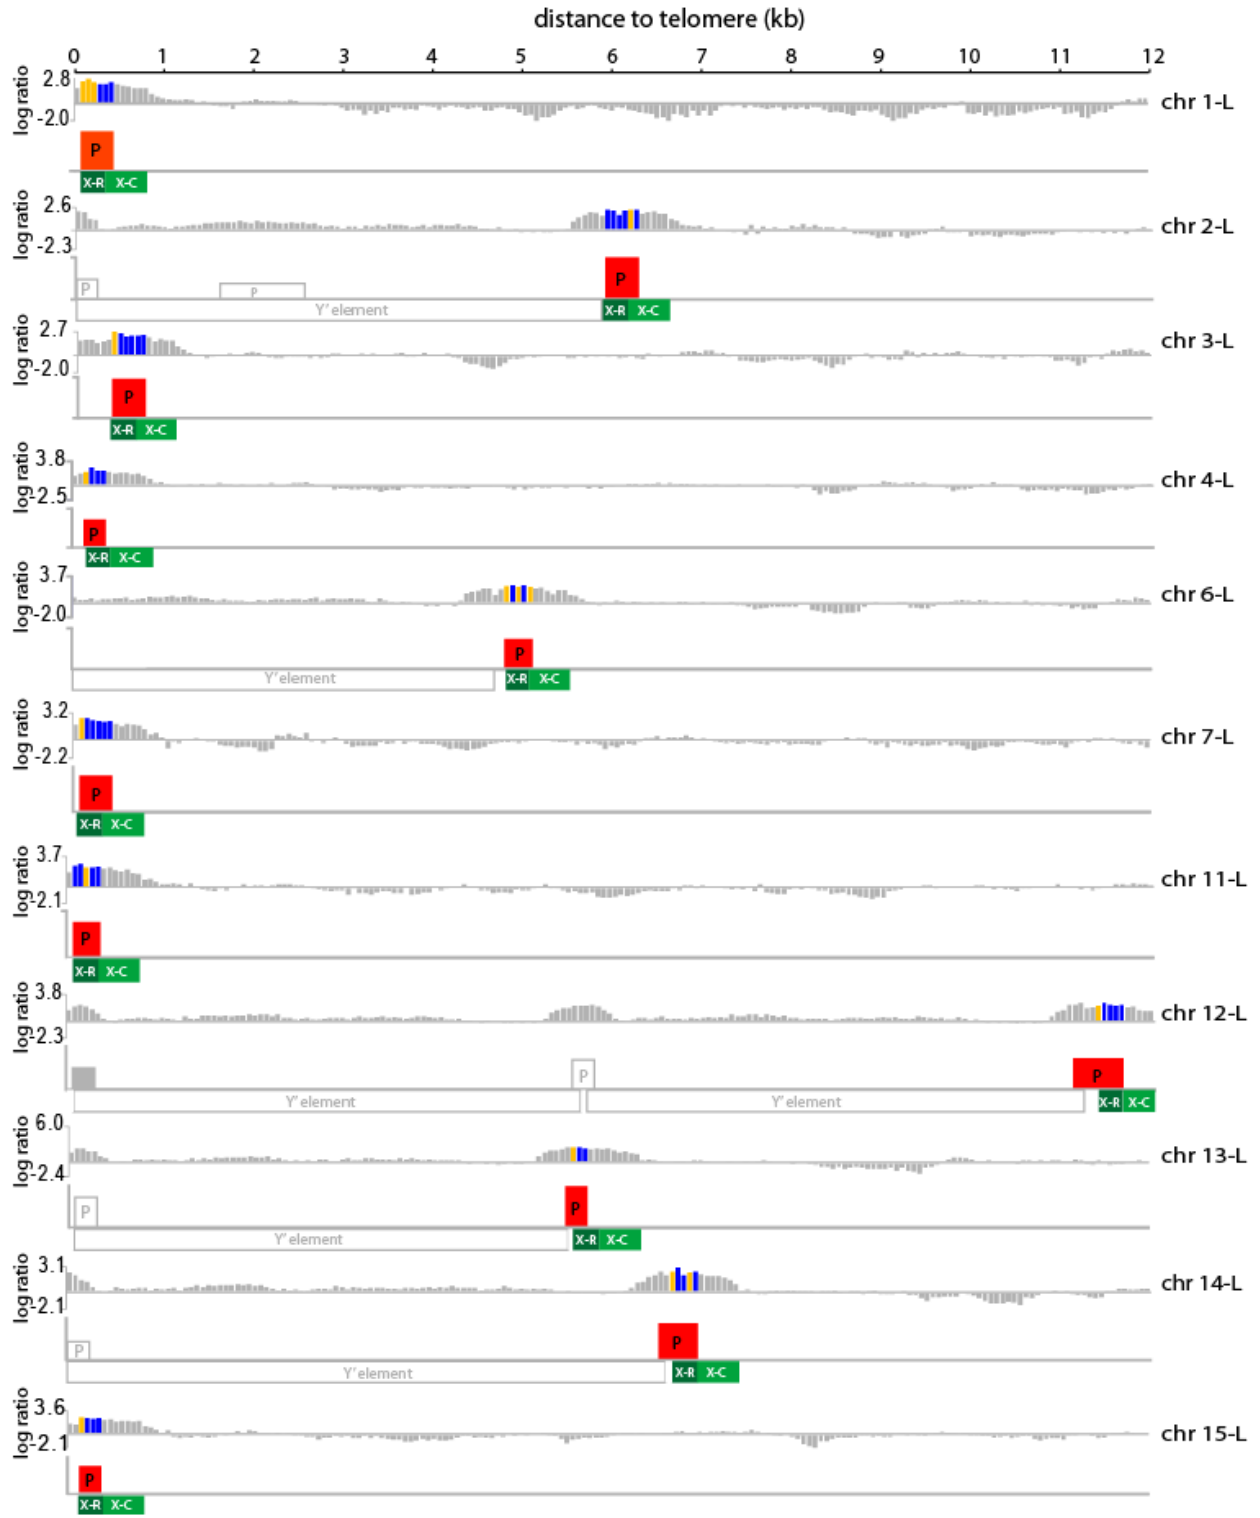 distance to telomere (kb)
0 1 2 3 4 5 6 7 8 9 10 11 12
log ratio 2.8 -2.0 chr 1-L
P
X-R X-C
log ratio 2.6 -2.3 chr 2-L
P P P
Y' element X-R X-C
log ratio 2.7 -2.0 chr 3-L
P
X-R X-C
log ratio 3.8 -2.5 chr 4-L
P
X-R X-C
log ratio 3.7 -2.0 chr 6-L
P
Y' element X-R X-C
log ratio 3.2 -2.2 chr 7-L
P
X-R X-C
log ratio 3.7 -2.1 chr 11-L
P
X-R X-C
log ratio 3.8 -2.3 chr 12-L
P P
Y' element Y' element X-R X-C
log ratio 6.0 -2.4 chr 13-L
P P
Y' element X-R X-C
log ratio 3.1 -2.1 chr 14-L
P P
Y' element X-R X-C
log ratio 3.6 -2.1 chr 15-L
P
X-R X-C